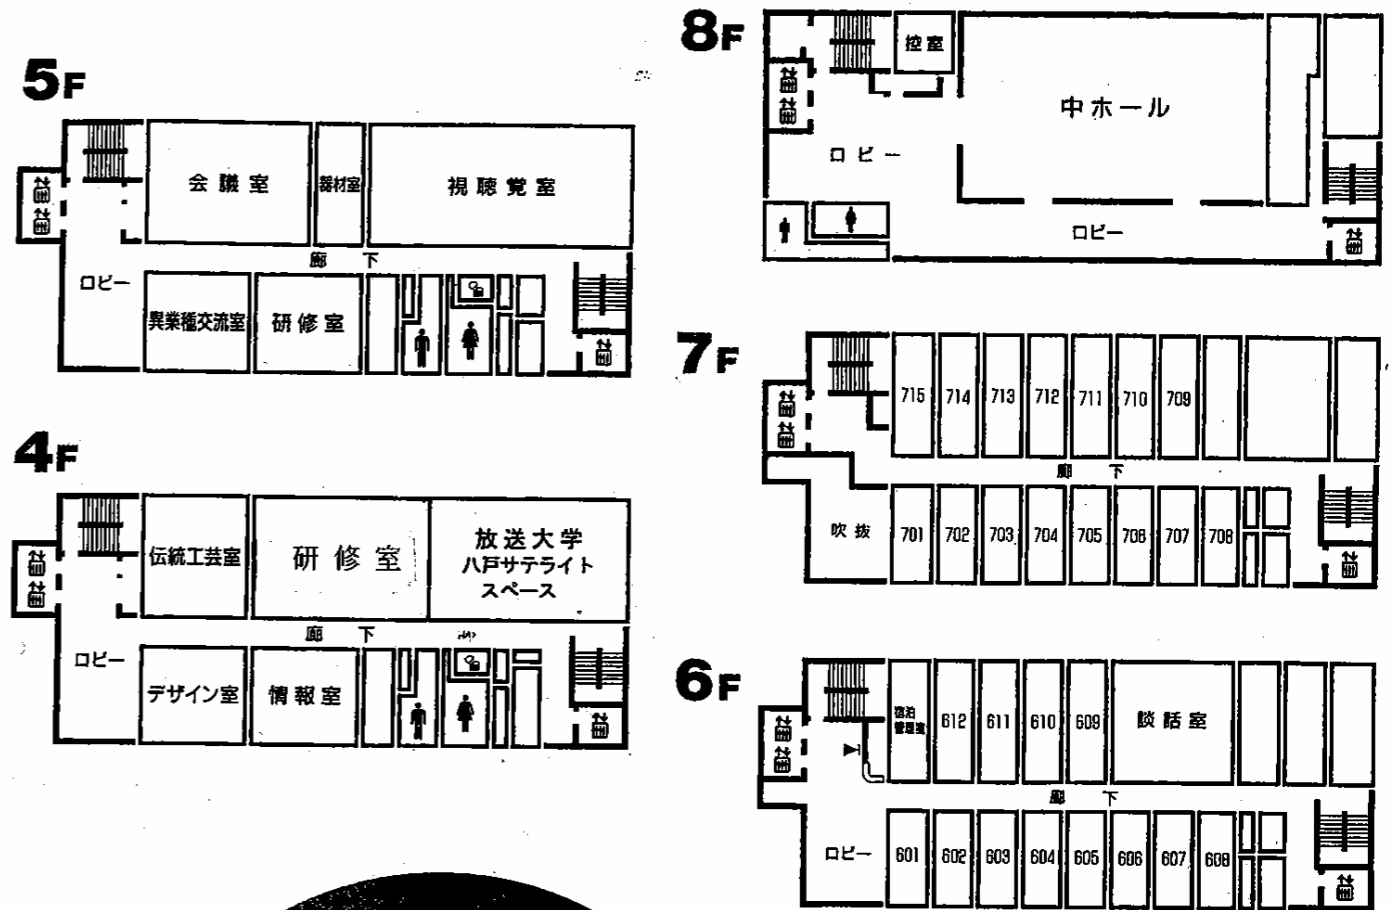 5F
会議室
器材室
視聴覚室
廊下
ロビー
異業種交流室
研修室
4F
伝統工芸室
研修室
放送大学
八戸サテライト
スペース
廊下
ロビー
デザイン室
情報室
8F
控室
中ホール
ロビー
ロビー
7F
715
714
713
712
711
710
709
廊下
吹抜
701
702
703
704
705
706
707
708
6F
宿泊
管理室
612
611
610
609
談話室
廊下
ロビー
601
602
603
604
605
606
607
608